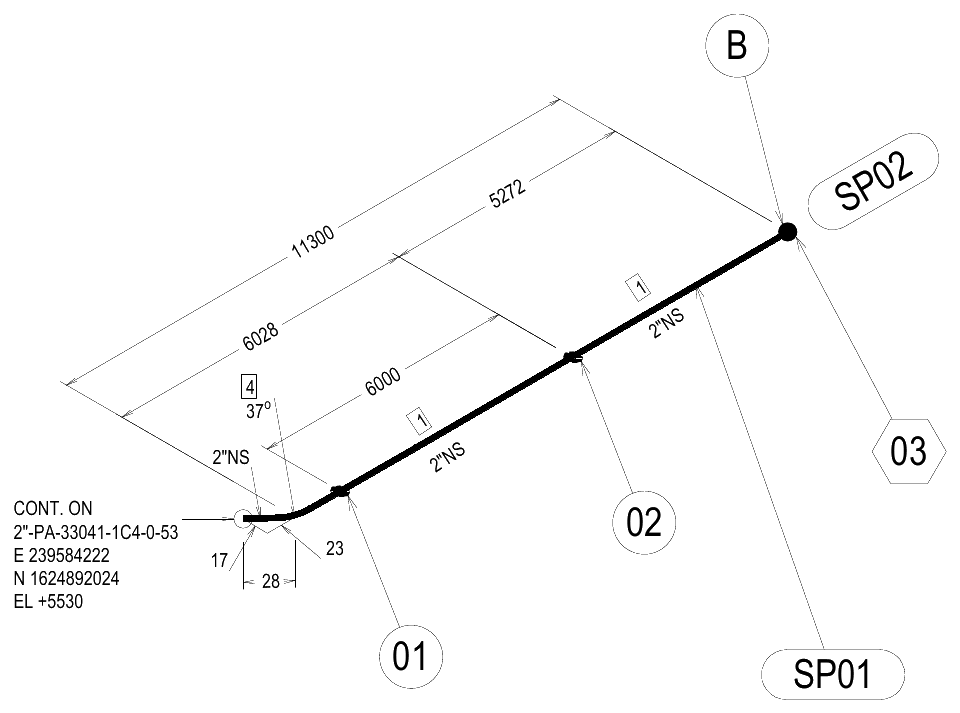 B
SP02
5272
11300
1
2"NS
6028
4
37°
6000
1
2"NS
2"NS
03
CONT. ON
2"-PA-33041-1C4-0-53
E 239584222
N 1624892024
EL +5530
02
23
17
28
01
SP01